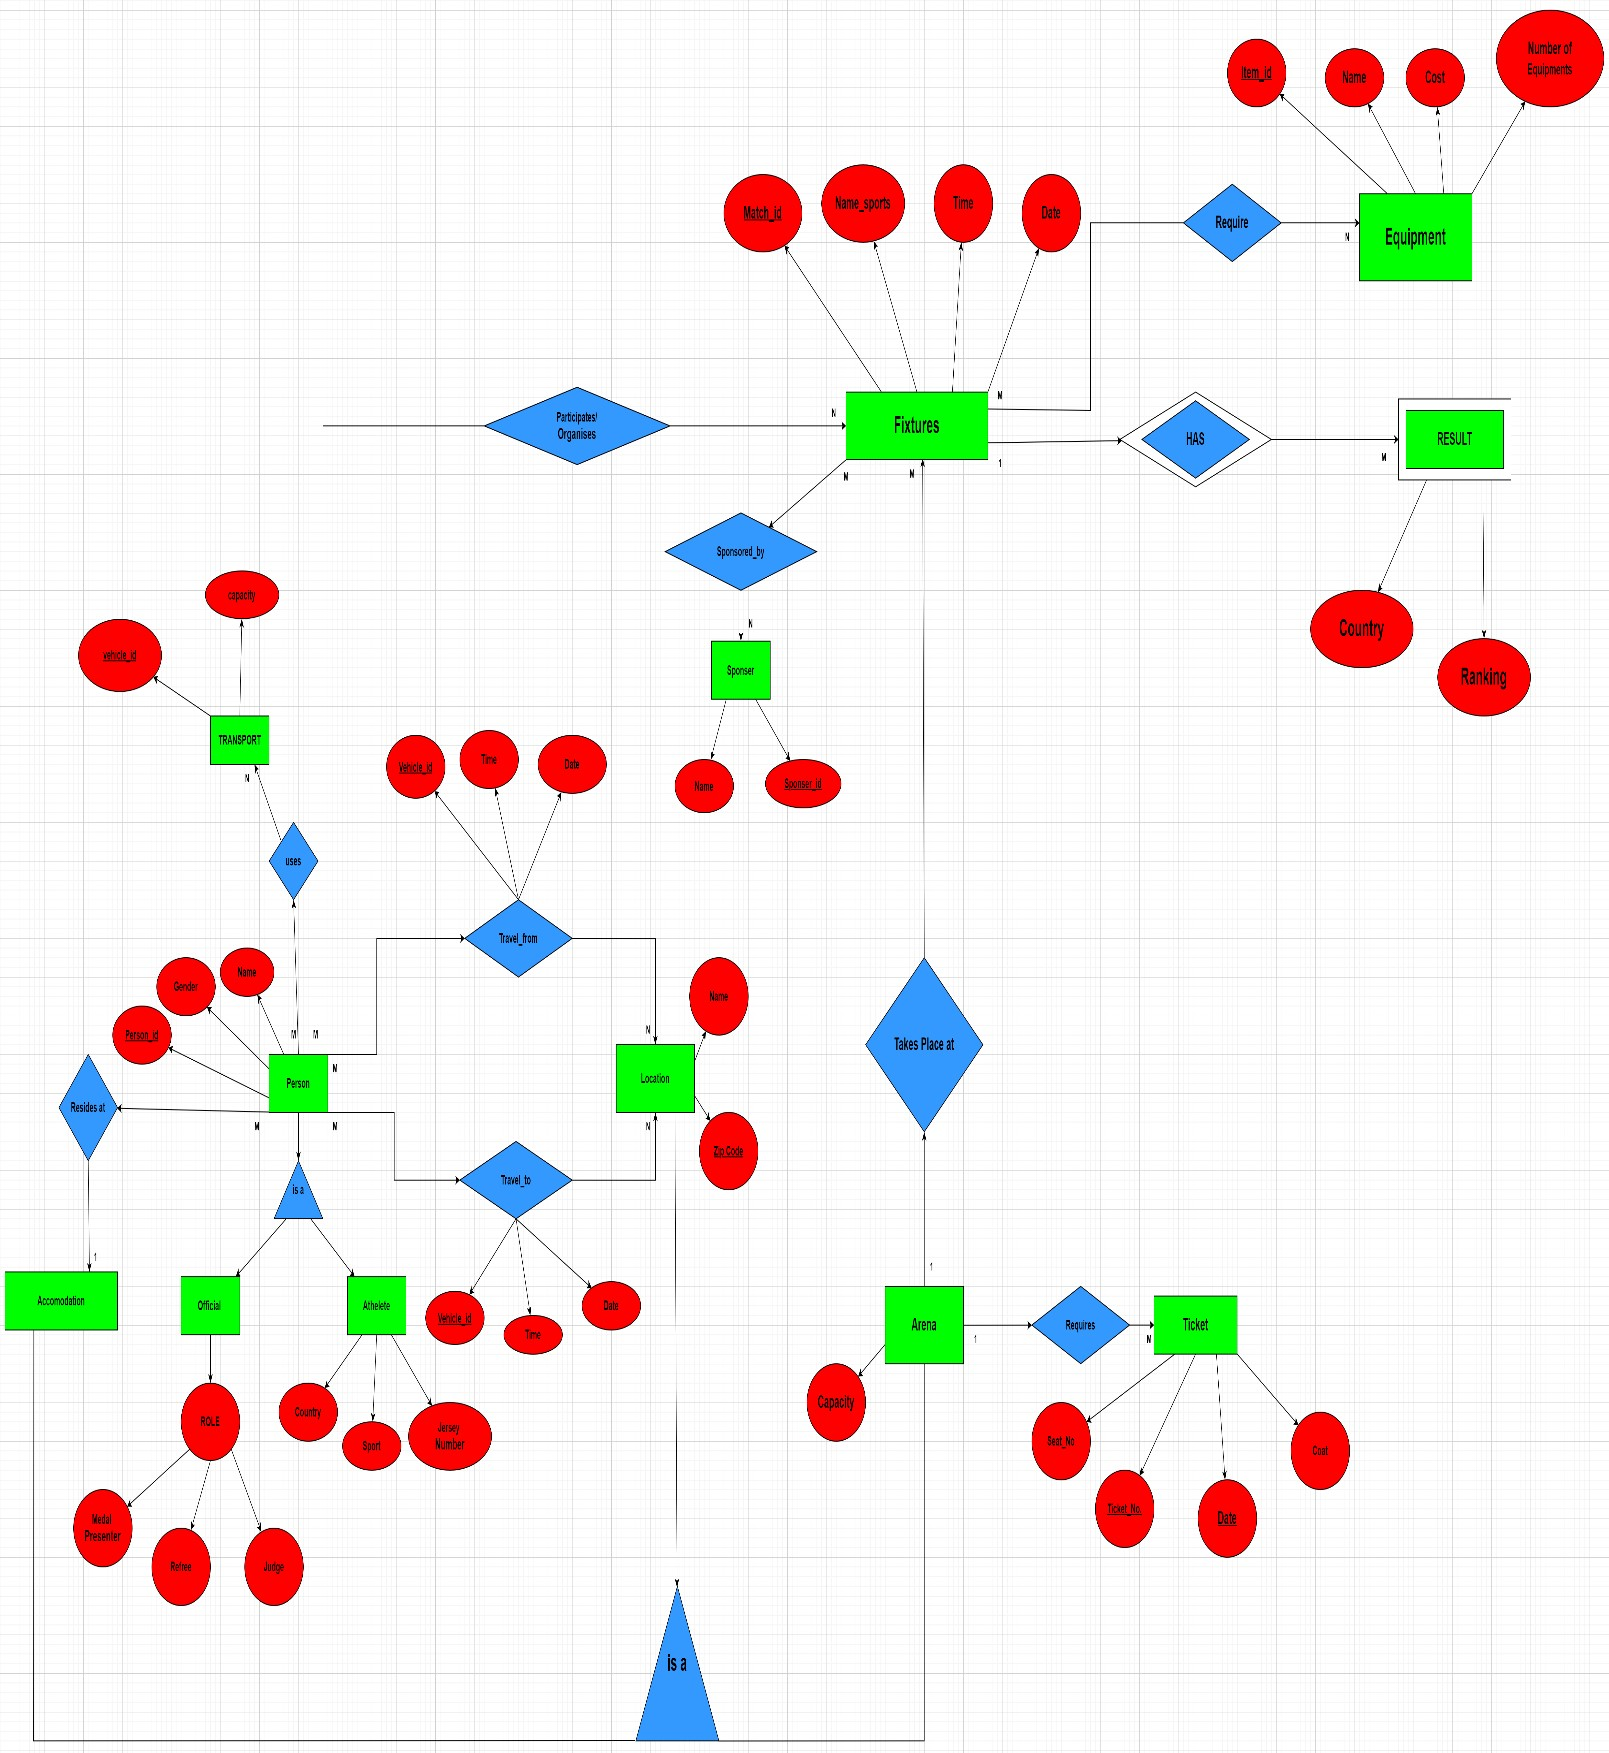 Number of
Equipments
Item_id
Name
Cost
Match_id
Name_sports
Time
Date
Require
Equipment
N
M
Participates/
Organises
N
Fixtures
HAS
RESULT
M
M
1
M
Sponsored_by
capacity
N
Country
vehicle_id
Sponser
Ranking
TRANSPORT
N
Vehicle_id
Time
Date
Name
Sponser_id
uses
Travel_from
Name
Gender
Person_id
M
M
N
Name
Person
M
Location
Takes Place at
Resides at
M
M
N
Zip Code
is a
Travel_to
1
1
Accomodation
Official
Athelete
Vehicle_id
Time
Date
Arena
1
Requires
M
Ticket
Capacity
ROLE
Country
Sport
Jersey
Number
Seat_No
Ticket_No.
Date
Coat
Medal
Presenter
Refree
Judge
is a